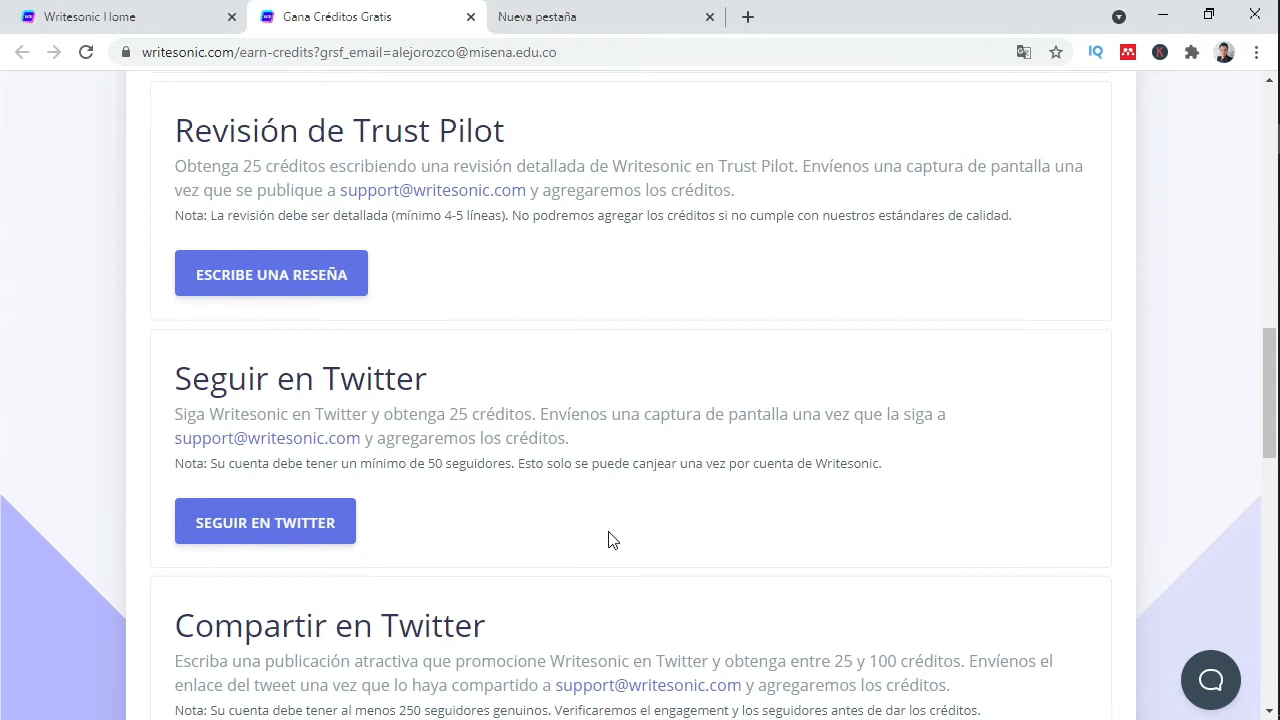 Writesonic Home
Gana Créditos Gratis
Nueva pestaña
writesonic.com/earn-credits?grsf_email=alejorozco@misena.edu.co
Revisión de Trust Pilot
Obtenga 25 créditos escribiendo una revisión detallada de Writesonic en Trust Pilot. Envíenos una captura de pantalla una
vez que se publique a support@writesonic.com y agregaremos los créditos.
Nota: La revisión debe ser detallada (mínimo 4-5 líneas). No podremos agregar los créditos si no cumple con nuestros estándares de calidad.
ESCRIBE UNA RESEÑA
Seguir en Twitter
Siga Writesonic en Twitter y obtenga 25 créditos. Envíenos una captura de pantalla una vez que la siga a
support@writesonic.com y agregaremos los créditos.
Nota: Su cuenta debe tener un mínimo de 50 seguidores. Esto solo se puede canjear una vez por cuenta de Writesonic.
SEGUIR EN TWITTER
Compartir en Twitter
Escriba una publicación atractiva que promocione Writesonic en Twitter y obtenga entre 25 y 100 créditos. Envíenos el
enlace del tweet una vez que lo haya compartido a support@writesonic.com y agregaremos los créditos.
Nota: Su cuenta debe tener al menos 250 seguidores genuinos. Verificaremos el engagement y los seguidores antes de dar los créditos.